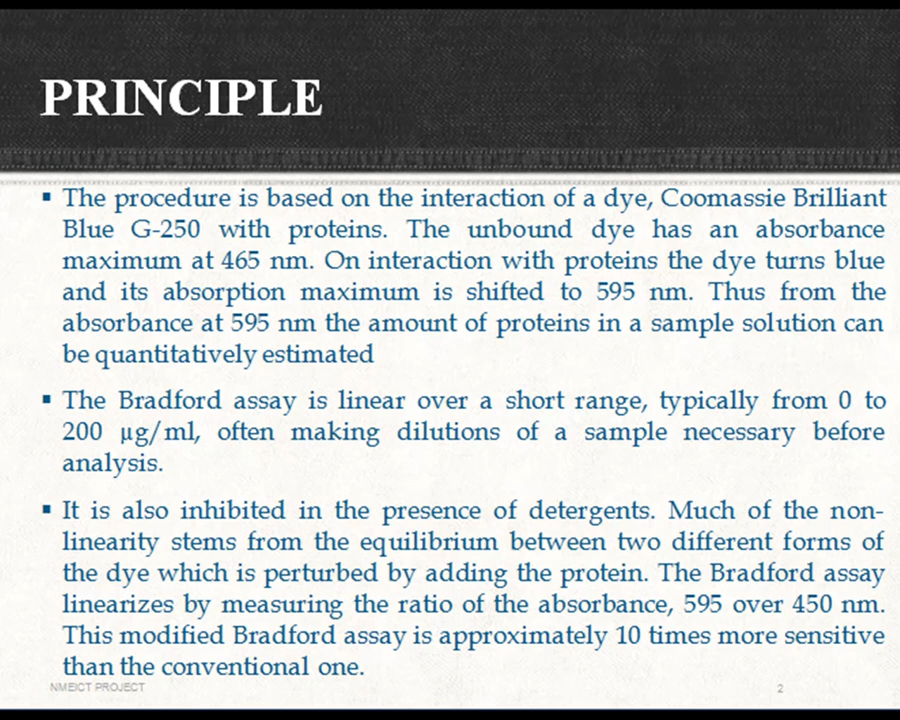 PRINCIPLE
▪ The procedure is based on the interaction of a dye, Coomassie Brilliant
Blue G-250 with proteins. The unbound dye has an absorbance
maximum at 465 nm. On interaction with proteins the dye turns blue
and its absorption maximum is shifted to 595 nm. Thus from the
absorbance at 595 nm the amount of proteins in a sample solution can
be quantitatively estimated
▪ The Bradford assay is linear over a short range, typically from 0 to
200 µg/ml, often making dilutions of a sample necessary before
analysis.
▪ It is also inhibited in the presence of detergents. Much of the non-
linearity stems from the equilibrium between two different forms of
the dye which is perturbed by adding the protein. The Bradford assay
linearizes by measuring the ratio of the absorbance, 595 over 450 nm.
This modified Bradford assay is approximately 10 times more sensitive
than the conventional one.
NMEICT PROJECT 2